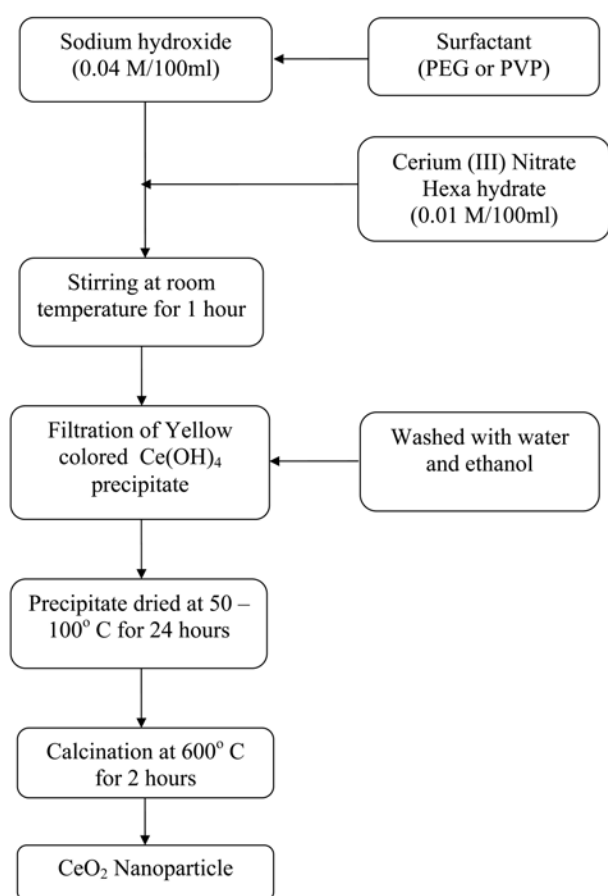 Sodium hydroxide
(0.04 M/100ml)
Surfactant
(PEG or PVP)
Cerium (III) Nitrate
Hexa hydrate
(0.01 M/100ml)
Stirring at room
temperature for 1 hour
Filtration of Yellow
colored Ce(OH)₄
precipitate
Washed with water
and ethanol
Precipitate dried at 50 –
100° C for 24 hours
Calcination at 600° C
for 2 hours
CeO₂ Nanoparticle